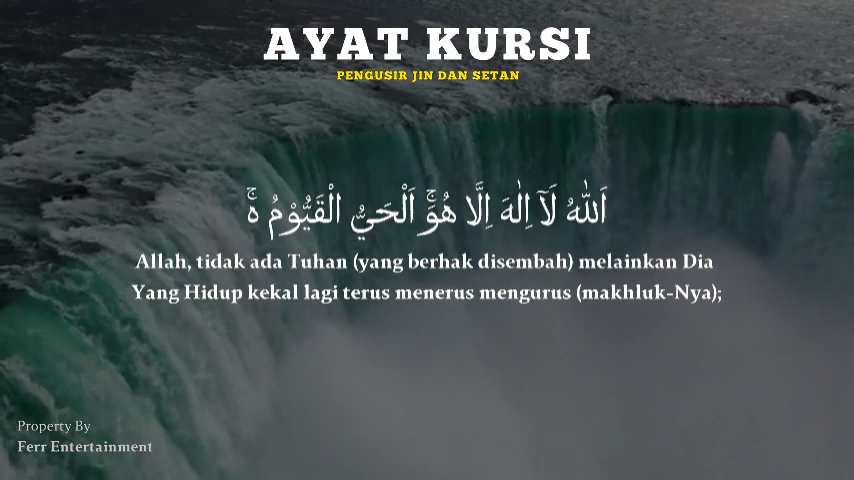 AYAT KURSI
PENGUSIR JIN DAN SETAN
اَللّٰهُ لَآ اِلٰهَ اِلَّا هُوَۚ اَلْحَيُّ الْقَيُّوْمُ ەۚ
Allah, tidak ada Tuhan (yang berhak disembah) melainkan Dia
Yang Hidup kekal lagi terus menerus mengurus (makhluk-Nya);
Property By
Ferr Entertainment